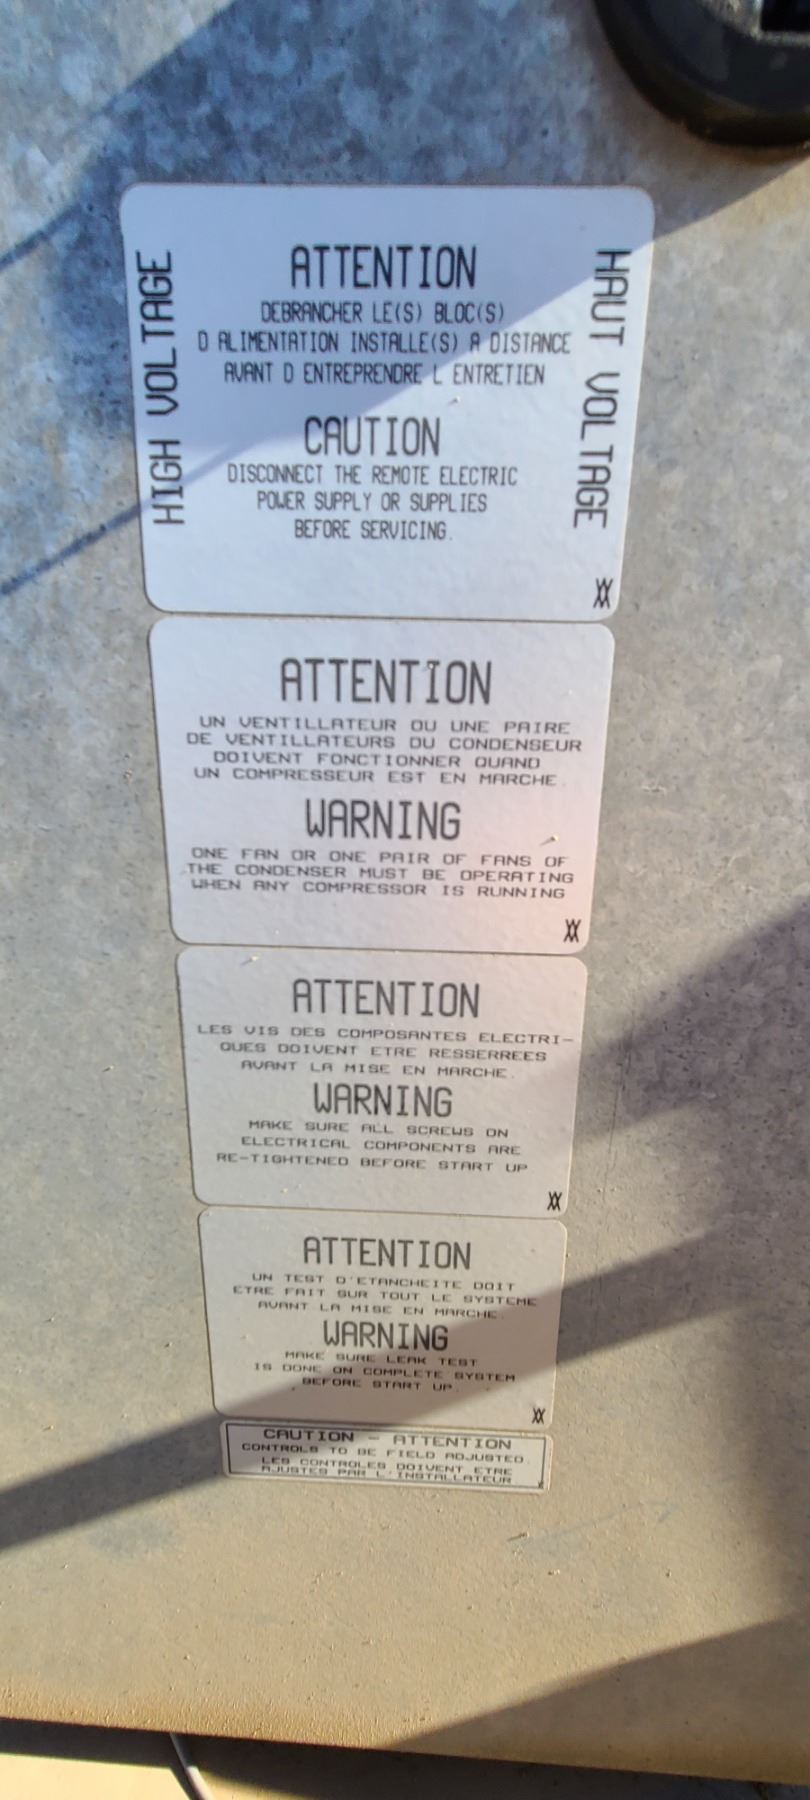 HIGH VOLTAGE
ATTENTION
DEBRANCHER LE(S) BLOC(S)
D ALIMENTATION INSTALLE(S) A DISTANCE
AVANT D ENTREPRENDRE L ENTRETIEN
CAUTION
DISCONNECT THE REMOTE ELECTRIC
POWER SUPPLY OR SUPPLIES
BEFORE SERVICING.
HAUT VOLTAGE
ATTENTION
UN VENTILLATEUR OU UNE PAIRE
DE VENTILLATEURS DU CONDENSEUR
DOIVENT FONCTIONNER QUAND
UN COMPRESSEUR EST EN MARCHE.
WARNING
ONE FAN OR ONE PAIR OF FANS OF
THE CONDENSER MUST BE OPERATING
WHEN ANY COMPRESSOR IS RUNNING
ATTENTION
LES VIS DES COMPOSANTES ELECTRI-
QUES DOIVENT ETRE RESSERREES
AVANT LA MISE EN MARCHE.
WARNING
MAKE SURE ALL SCREWS ON
ELECTRICAL COMPONENTS ARE
RE-TIGHTENED BEFORE START UP
ATTENTION
UN TEST D'ETANCHEITE DOIT
ETRE FAIT SUR TOUT LE SYSTEME
AVANT LA MISE EN MARCHE.
WARNING
MAKE SURE LEAK TEST
IS DONE ON COMPLETE SYSTEM
BEFORE START UP.
CAUTION - ATTENTION
CONTROLS TO BE FIELD ADJUSTED.
LES CONTROLES DOIVENT ETRE
AJUSTES PAR L'INSTALLATEUR